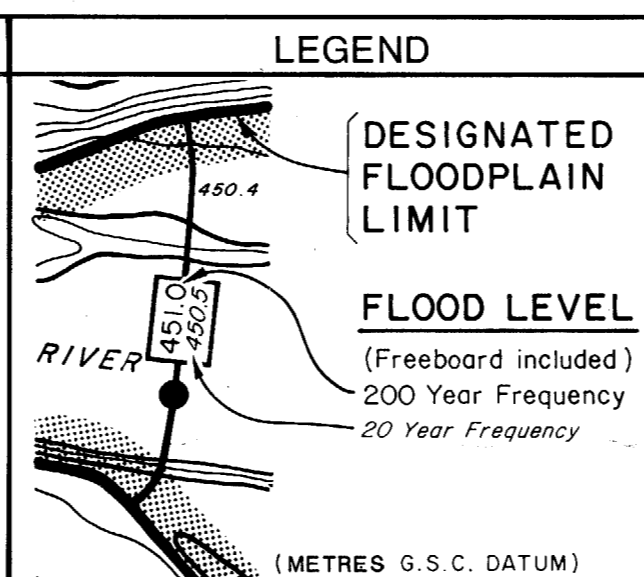 LEGEND
DESIGNATED
FLOODPLAIN
LIMIT
450.4
451.0
450.5
FLOOD LEVEL
(Freeboard included)
RIVER
200 Year Frequency
20 Year Frequency
(METRES G.S.C. DATUM)